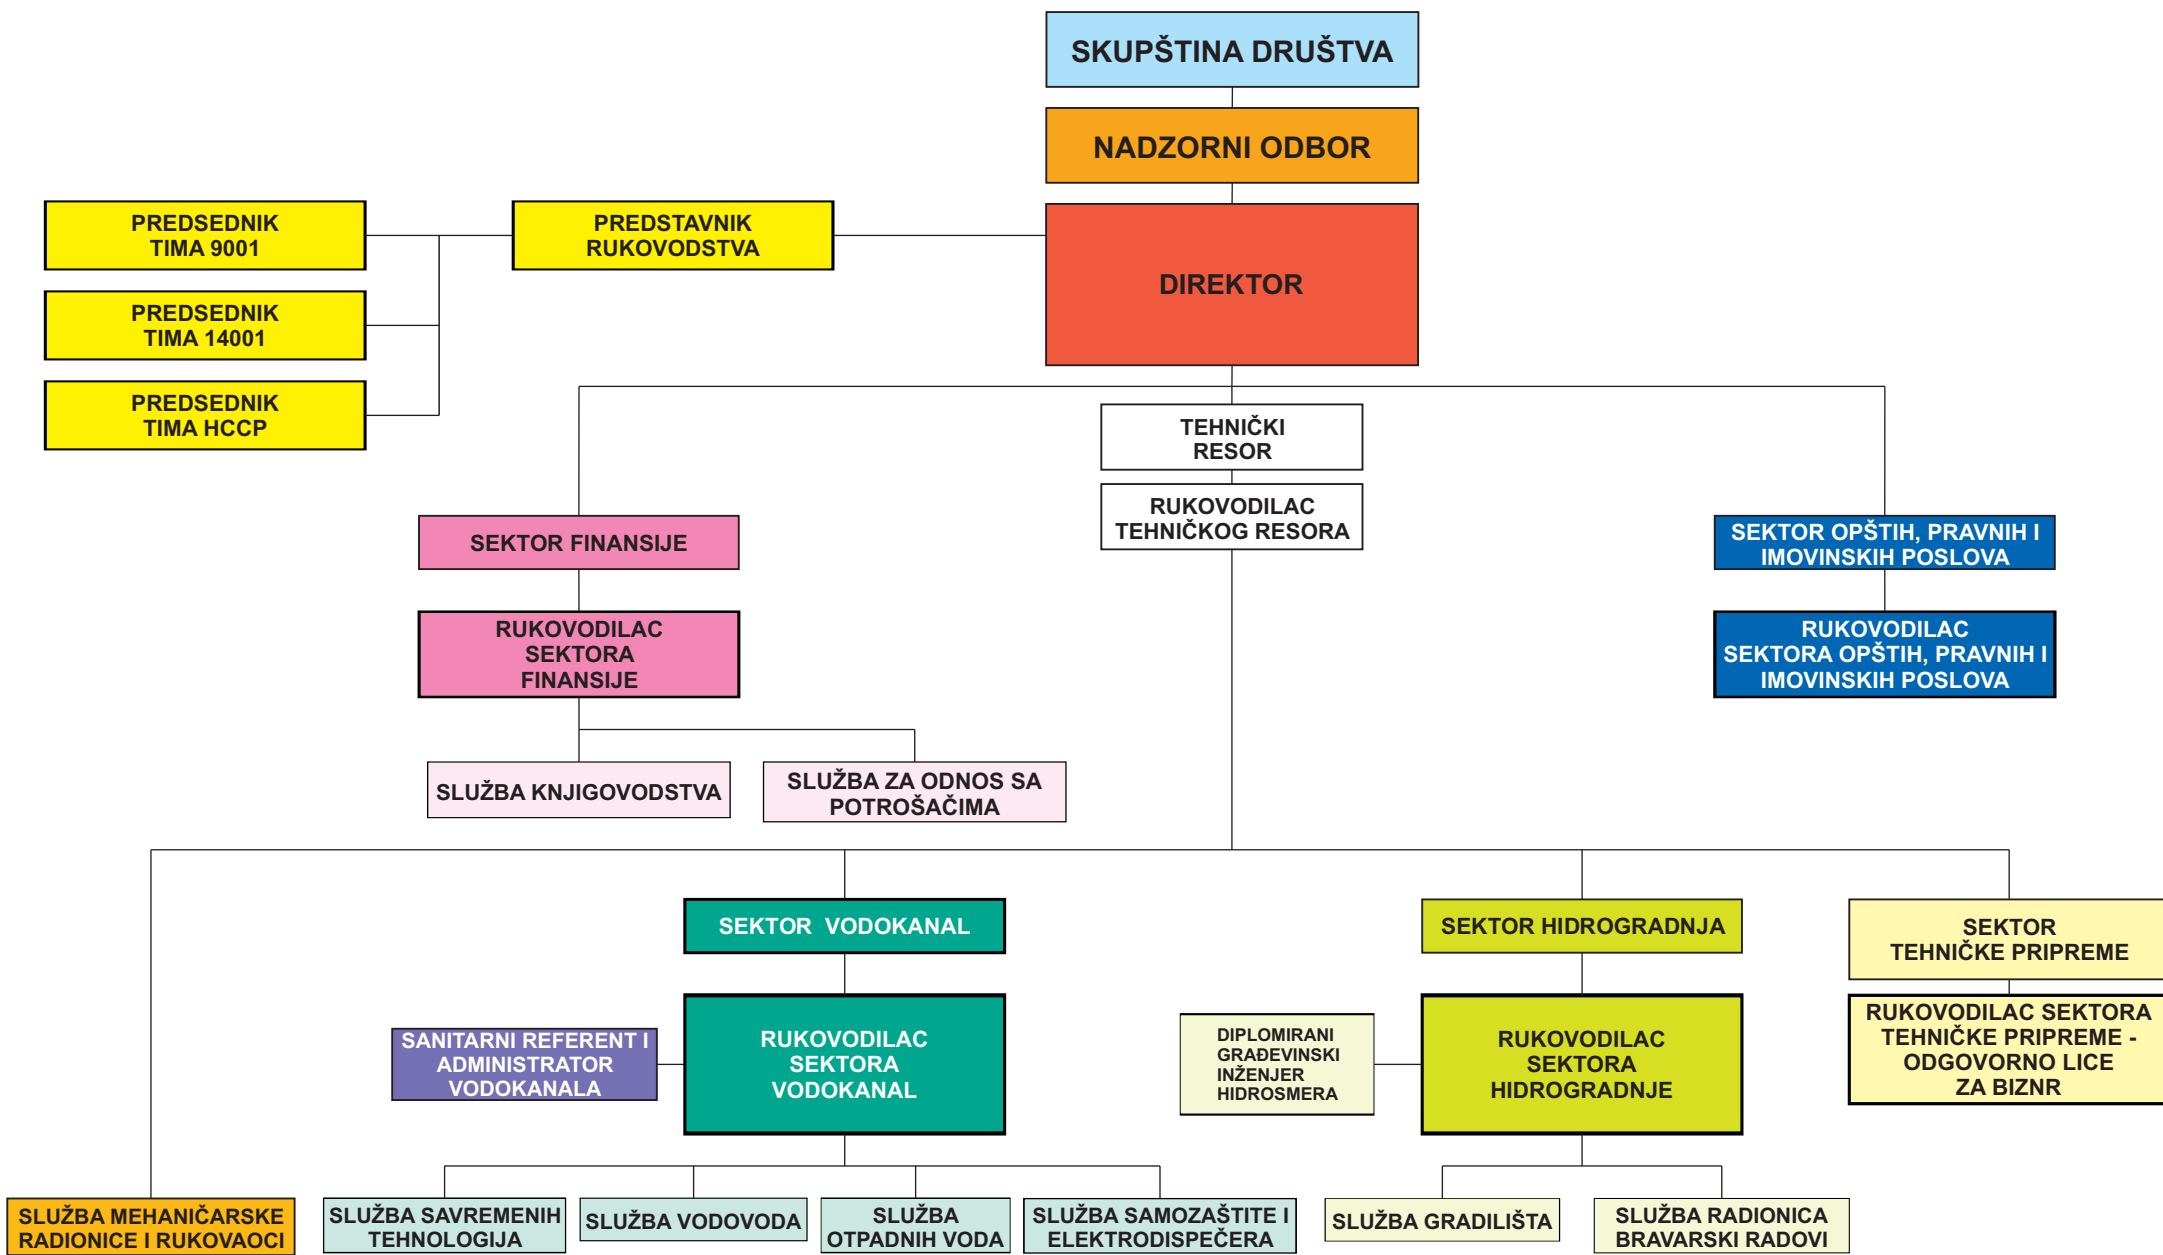 SKUPŠTINA DRUŠTVA
NADZORNI ODBOR
PREDSEDNIK
TIMA 9001
PREDSTAVNIK
RUKOVODSTVA
DIREKTOR
PREDSEDNIK
TIMA 14001
PREDSEDNIK
TIMA HCCP
TEHNIČKI
RESOR
RUKOVODILAC
TEHNIČKOG RESORA
SEKTOR FINANSIJE
SEKTOR OPŠTIH, PRAVNIH I
IMOVINSKIH POSLOVA
RUKOVODILAC
SEKTORA
FINANSIJE
RUKOVODILAC
SEKTORA OPŠTIH, PRAVNIH I
IMOVINSKIH POSLOVA
SLUŽBA KNJIGOVODSTVA
SLUŽBA ZA ODNOS SA
POTROŠAČIMA
SEKTOR VODOKANAL
SEKTOR HIDROGRADNJA
SEKTOR
TEHNIČKE PRIPREME
SANITARNI REFERENT I
ADMINISTRATOR
VODOKANALA
RUKOVODILAC
SEKTORA
VODOKANAL
DIPLOMIRANI
GRAĐEVINSKI
INŽENJER
HIDROSMERA
RUKOVODILAC
SEKTORA
HIDROGRADNJE
RUKOVODILAC SEKTORA
TEHNIČKE PRIPREME -
ODGOVORNO LICE
ZA BIZNR
SLUŽBA MEHANIČARSKE
RADIONICE I RUKOVAOCI
SLUŽBA SAVREMENIH
TEHNOLOGIJA
SLUŽBA VODOVODA
SLUŽBA
OTPADNIH VODA
SLUŽBA SAMOZAŠTITE I
ELEKTRODISPEČERA
SLUŽBA GRADILIŠTA
SLUŽBA RADIONICA
BRAVARSKI RADOVI